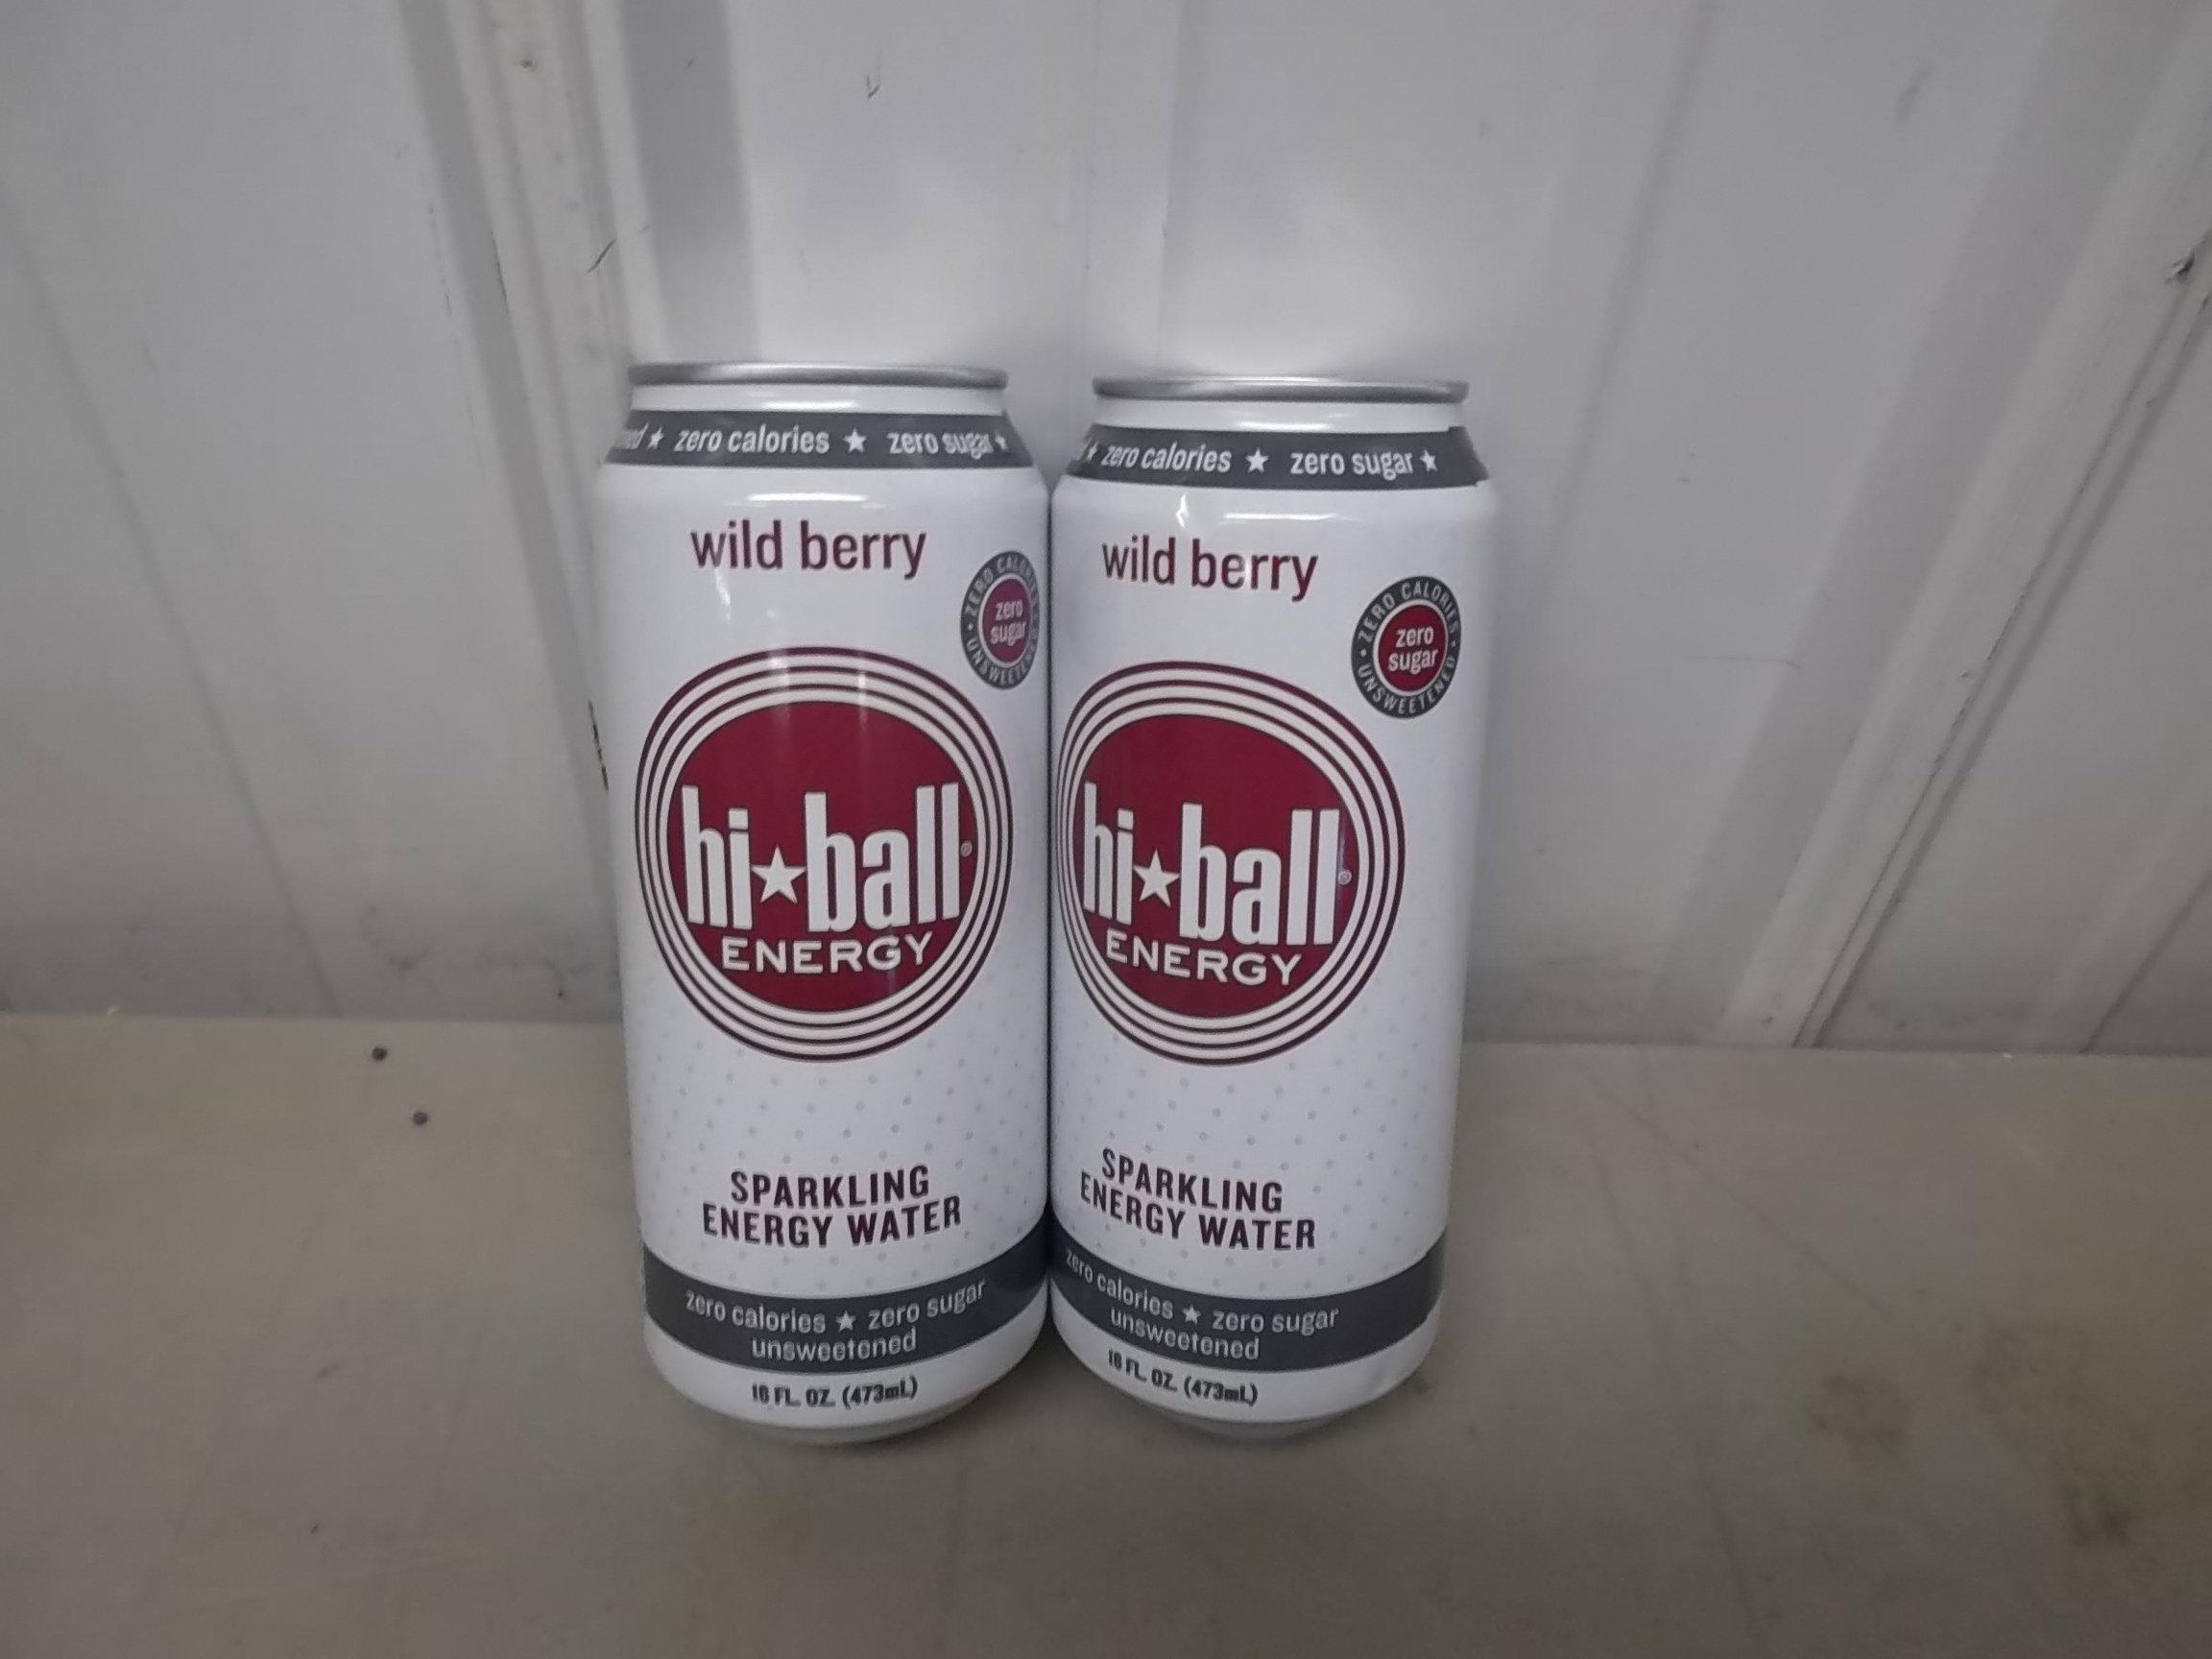 zero calories ★ zero sugar ★
wild berry
ZERO CALORIES
zero
sugar
UNSWEETENED
hi★ball®
ENERGY
SPARKLING
ENERGY WATER
zero calories ★ zero sugar
unsweetened
16 FL. OZ. (473mL)
★ zero calories ★ zero sugar ★
wild berry
ZERO CALORIES
zero
sugar
UNSWEETENED
hi★ball®
ENERGY
SPARKLING
ENERGY WATER
zero calories ★ zero sugar
unsweetened
16 FL. OZ. (473mL)